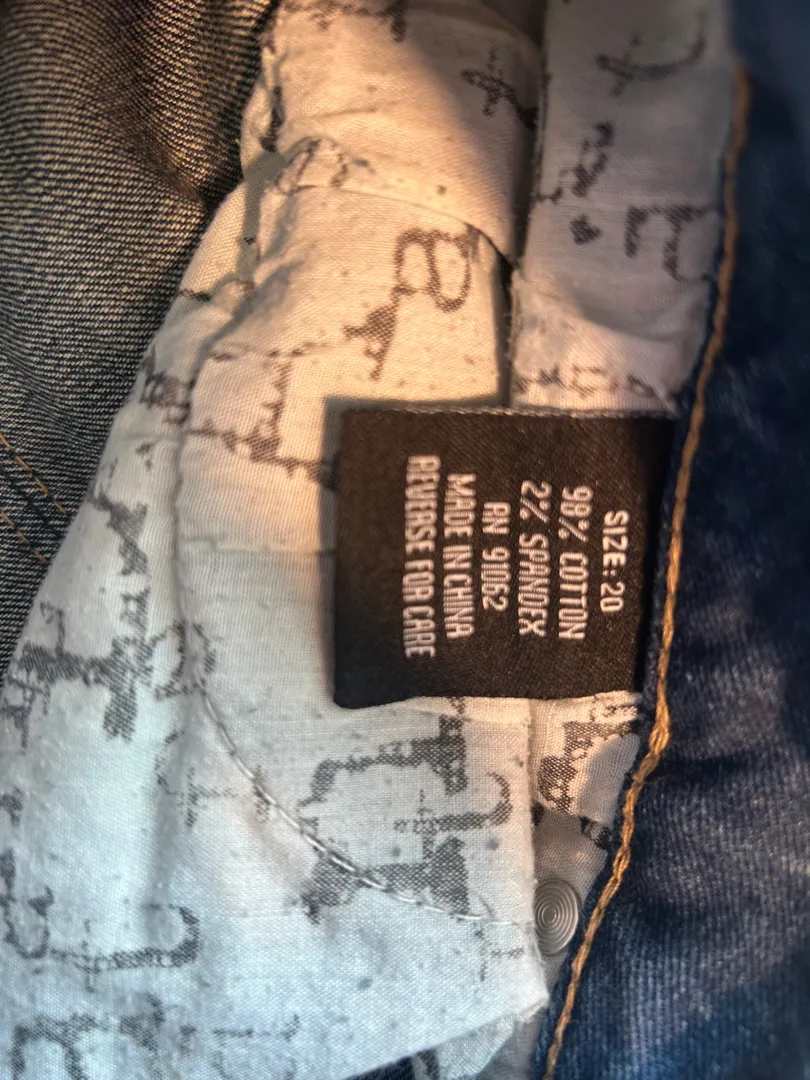 SIZE: 20
98% COTTON
2% SPANDEX
RN 91062
MADE IN CHINA
REVERSE FOR CARE